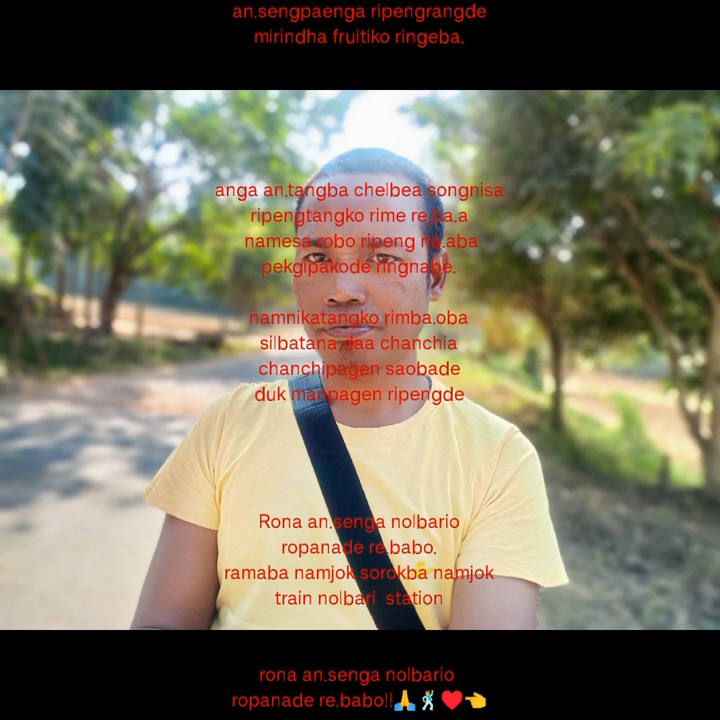 an.sengpaenga ripengrangde
mirindha fruitiko ringeba.
anga an.tangba chelbea songnisa
ripengtangko rime re.ba.a
namesa robo ripeng na.aba
pekgipakode ringnabe.
namnikatangko rimba.oba
silbatana daa chanchia
chanchipagen saobade
duk manpagen ripengde
Rona an.senga nolbario
ropanade re.babo.
ramaba namjok sorokba namjok
train nolbari station
rona an.senga nolbario
ropanade re.babo!!🙏🕺❤️👈